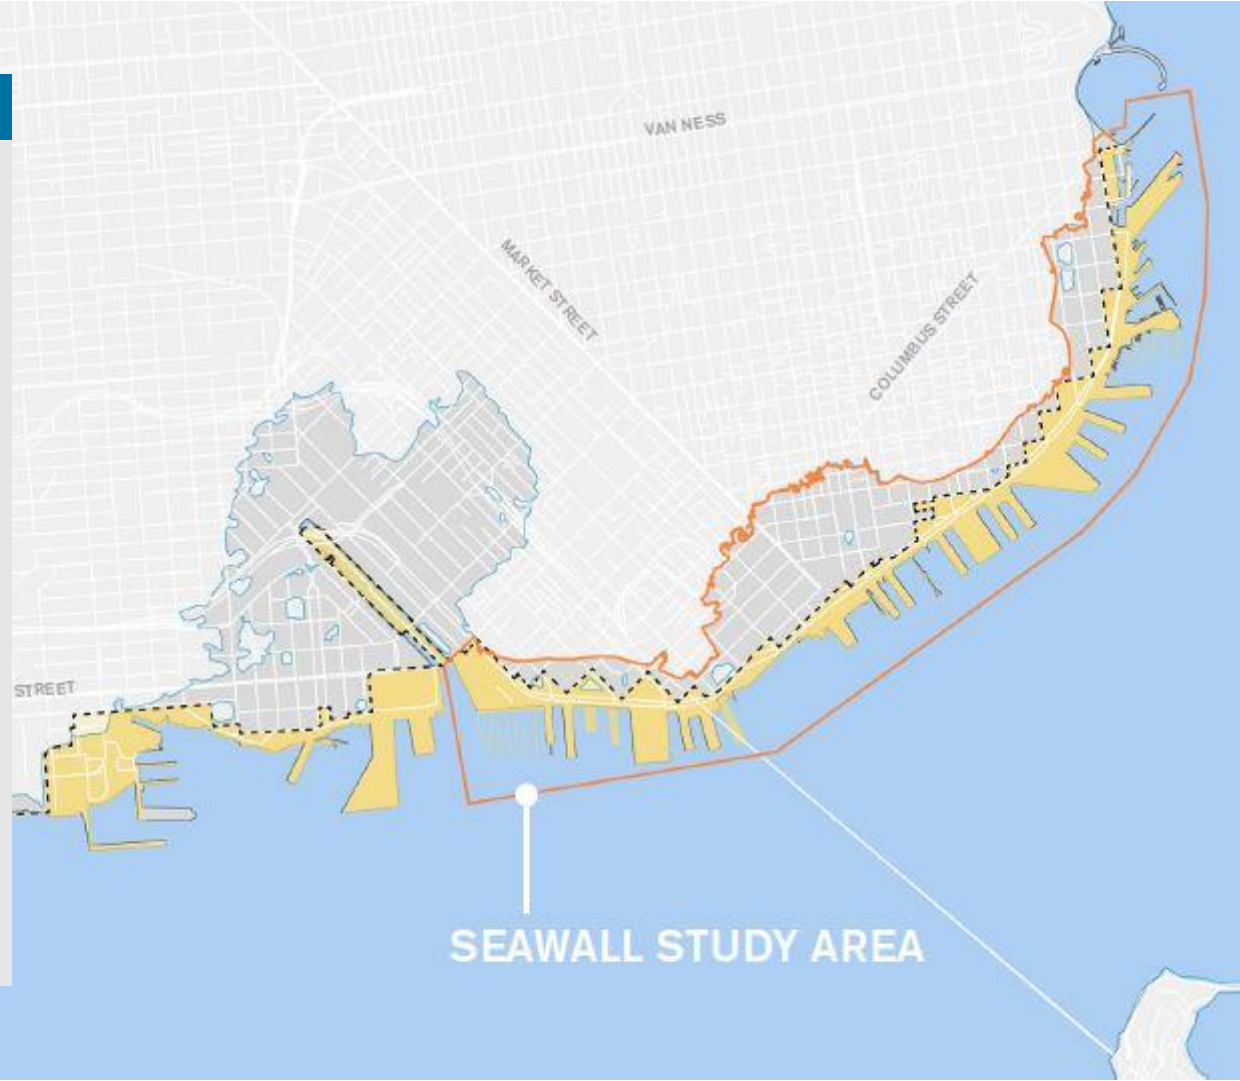 VAN NESS
MARKET STREET
COLUMBUS STREET
STREET
SEAWALL STUDY AREA